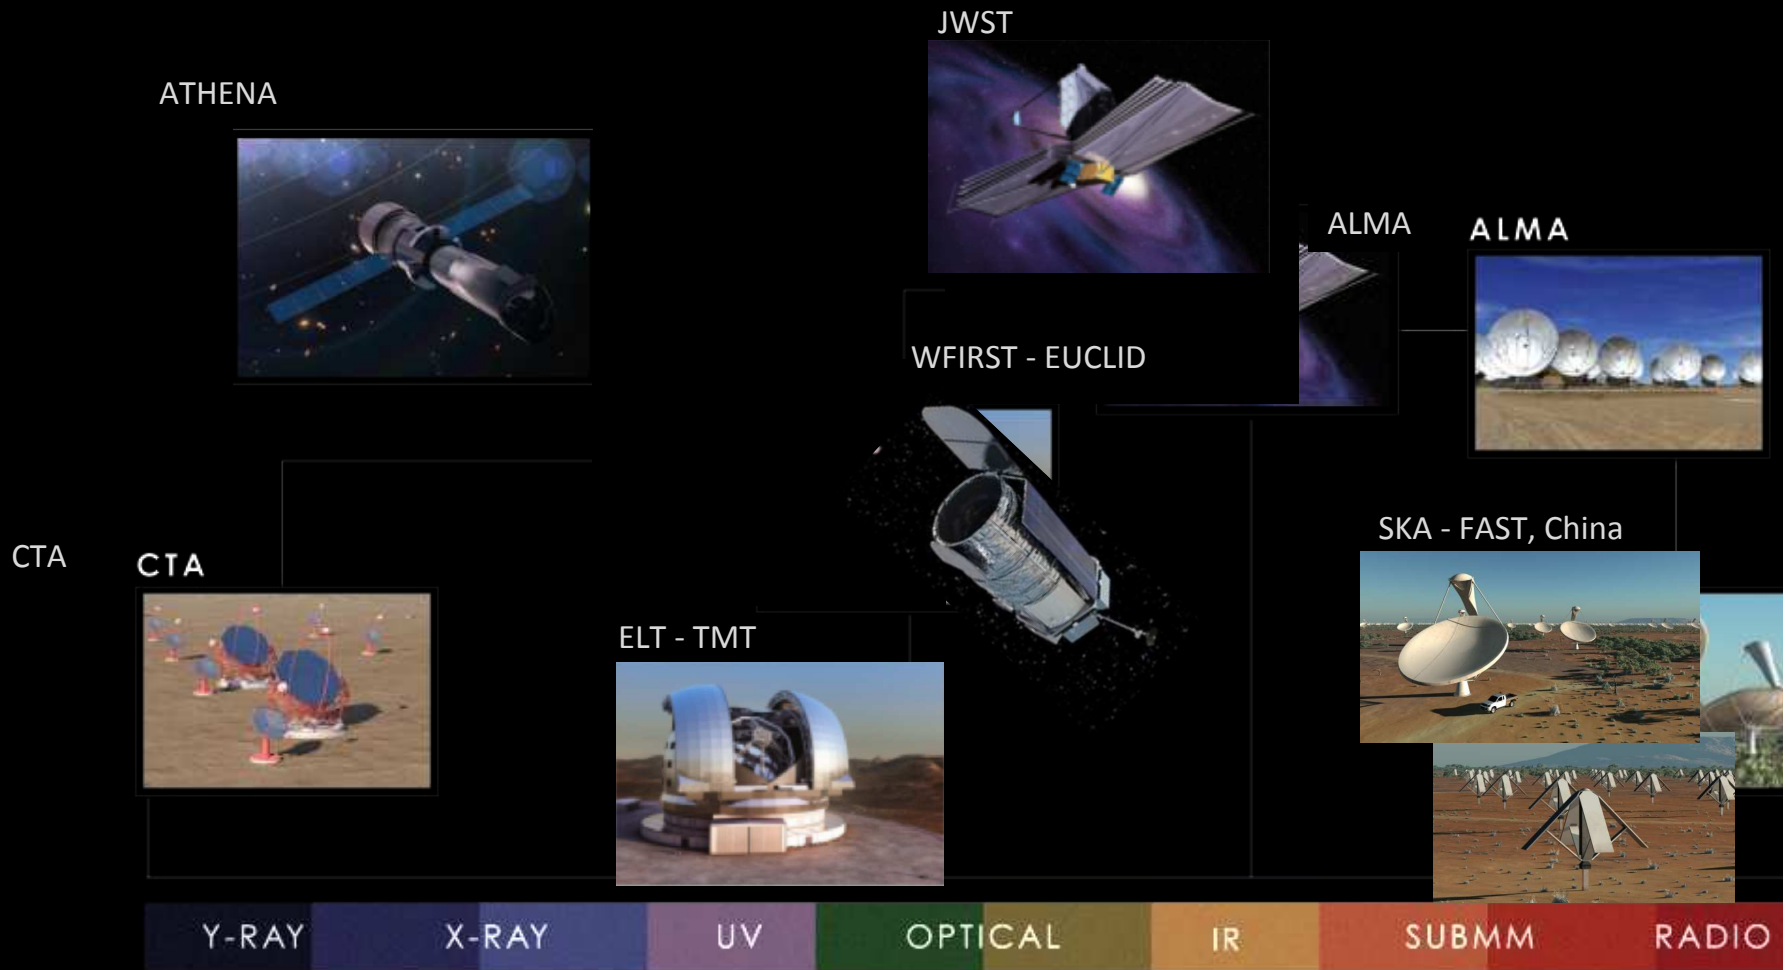 JWST
ATHENA
ALMA
ALMA
WFIRST - EUCLID
SKA - FAST, China
CTA
CTA
ELT - TMT
Y-RAY X-RAY UV OPTICAL IR SUBMM RADIO